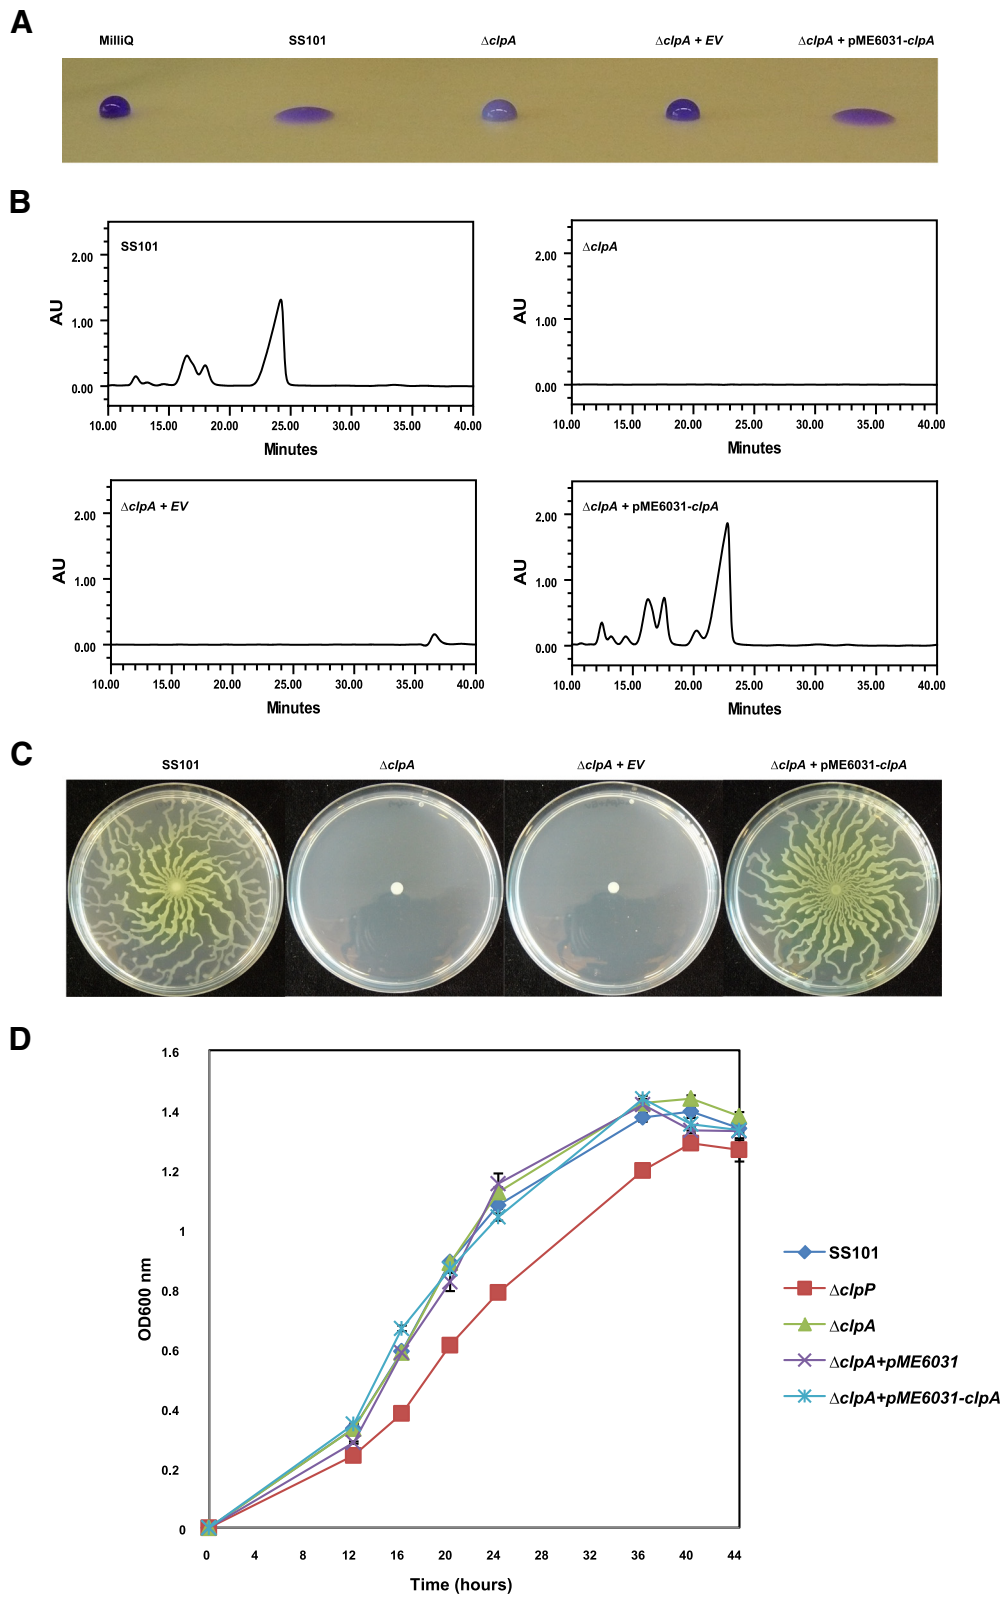 A
MilliQ SS101 ΔclpA ΔclpA + EV ΔclpA + pME6031-clpA
B
SS101
2.00
1.00
0.00
AU
10.00 15.00 20.00 25.00 30.00 35.00 40.00
Minutes
ΔclpA
2.00
1.00
0.00
AU
10.00 15.00 20.00 25.00 30.00 35.00 40.00
Minutes
ΔclpA + EV
2.00
1.00
0.00
AU
10.00 15.00 20.00 25.00 30.00 35.00 40.00
Minutes
ΔclpA + pME6031-clpA
2.00
1.00
0.00
AU
10.00 15.00 20.00 25.00 30.00 35.00 40.00
Minutes
C
SS101 ΔclpA ΔclpA + EV ΔclpA + pME6031-clpA
D
1.6
1.4
1.2
1
0.8
0.6
0.4
0.2
0
OD600 nm
0 4 8 12 16 20 24 28 32 36 40 44
Time (hours)
SS101
ΔclpP
ΔclpA
ΔclpA+pME6031
ΔclpA+pME6031-clpA